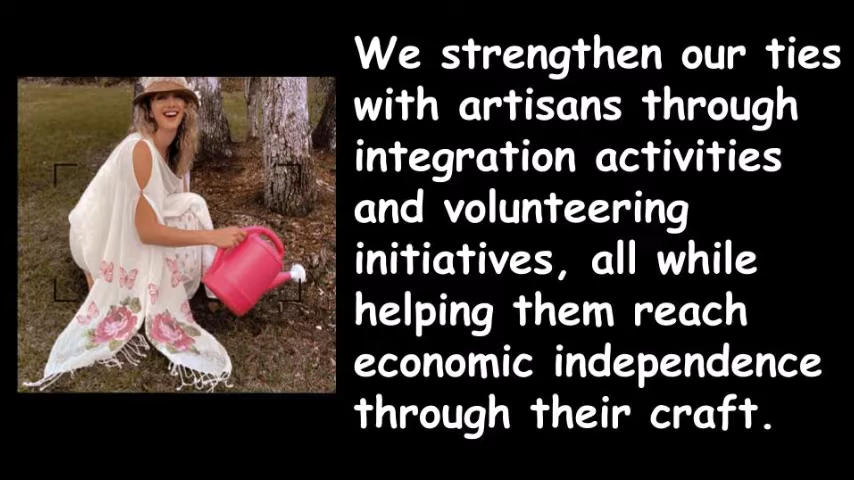 We strengthen our ties
with artisans through
integration activities
and volunteering
initiatives, all while
helping them reach
economic independence
through their craft.